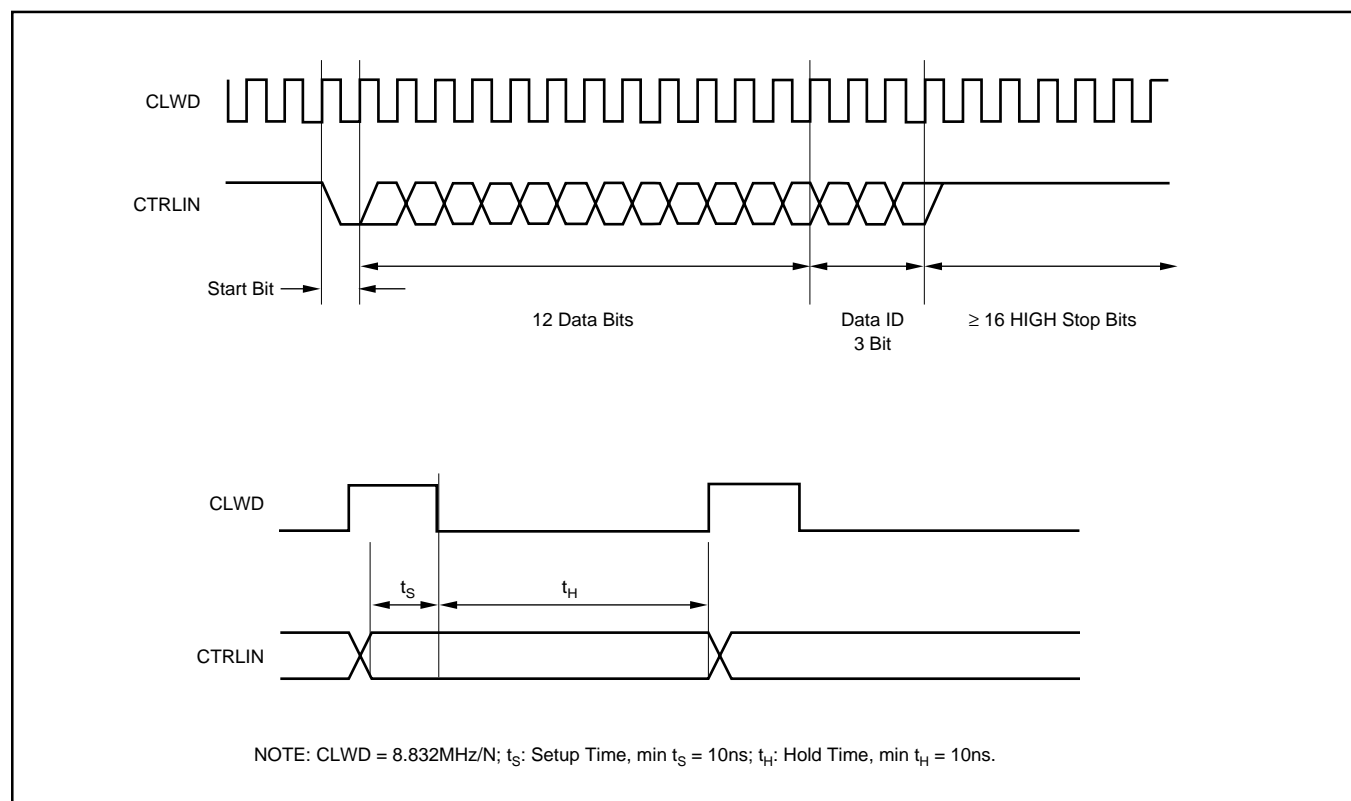 CLWD
CTRLIN
Start Bit
12 Data Bits
Data ID
3 Bit
≥ 16 HIGH Stop Bits
CLWD
tS
tH
CTRLIN
NOTE: CLWD = 8.832MHz/N; tS: Setup Time, min tS = 10ns; tH: Hold Time, min tH = 10ns.